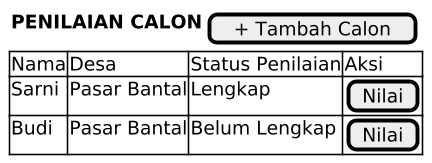 PENILAIAN CALON + Tambah Calon
Nama Desa Status Penilaian Aksi
Sarni Pasar Bantal Lengkap Nilai
Budi Pasar Bantal Belum Lengkap Nilai